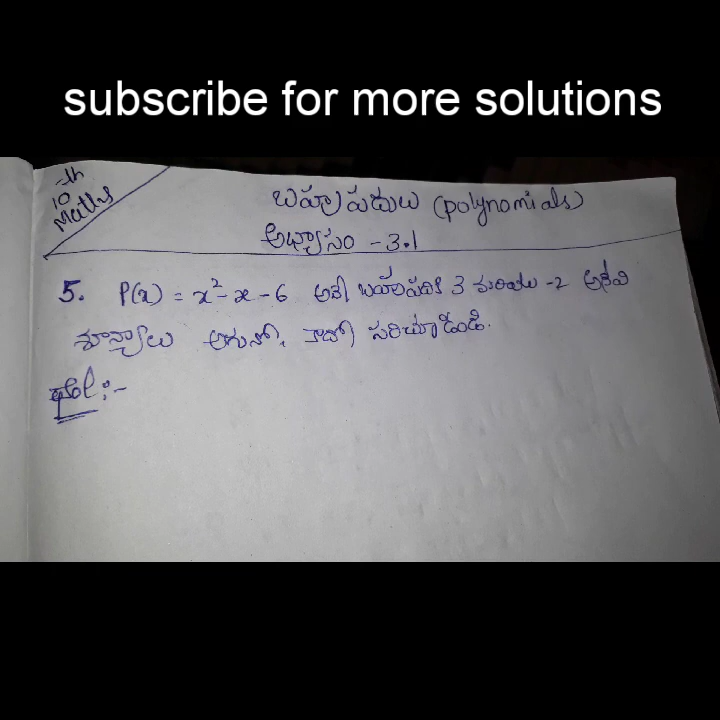 subscribe for more solutions
10th
Maths
బహుపదులు (polynomials)
అభ్యాసం - 3.1
5. P(x) = x² - x - 6 అనే బహుపదికి 3 మరియు -2 అనేవి
శూన్యాలు అగునో, కాదో సరిచూడండి.
సోల్ :-